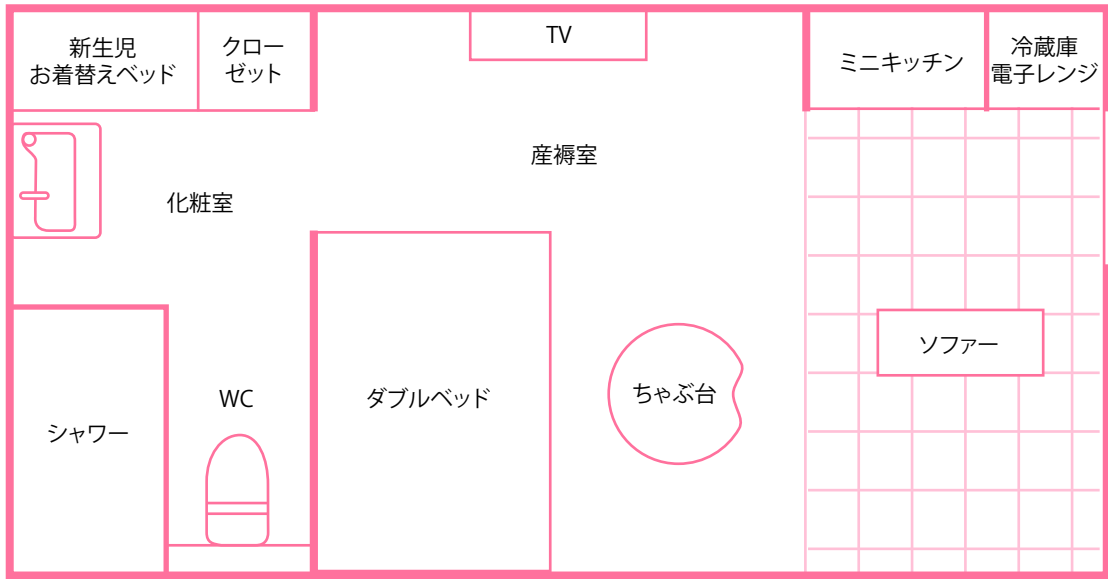 新生児
お着替えベッド
クロー
ゼット
TV
ミニキッチン
冷蔵庫
電子レンジ
産褥室
化粧室
ソファー
ちゃぶ台
ダブルベッド
WC
シャワー